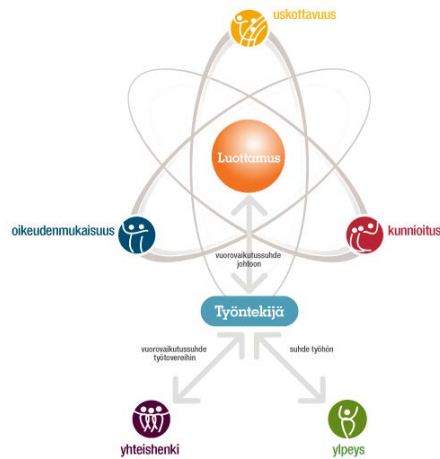 uskottavuus
Luottamus
oikeudenmukaisuus
kunnioitus
vuorovaikutussuhde
johtoon
Työntekijä
vuorovaikutussuhde
työtovereihin
suhde työhön
yhteishenki
ylpeys